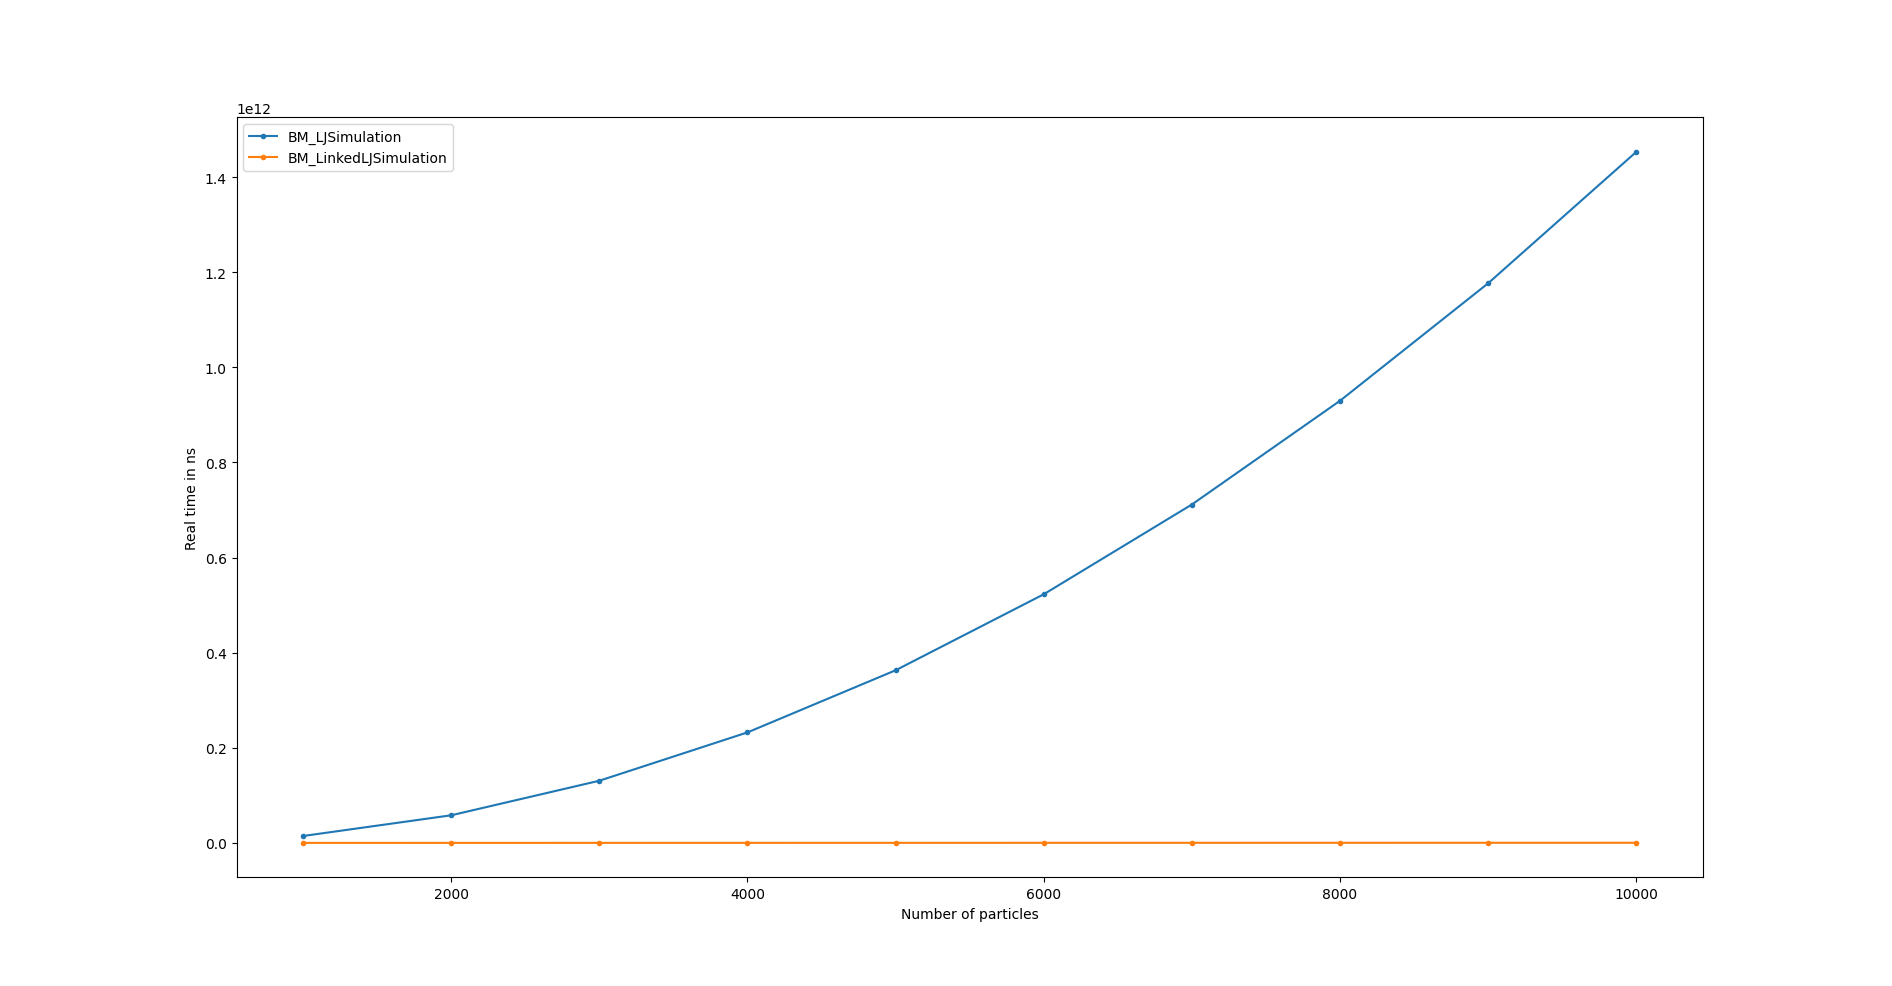 1e12
BM_LJSimulation
BM_LinkedLJSimulation
1.4
1.2
1.0
0.8
0.6
0.4
0.2
0.0
Real time in ns
2000 4000 6000 8000 10000
Number of particles